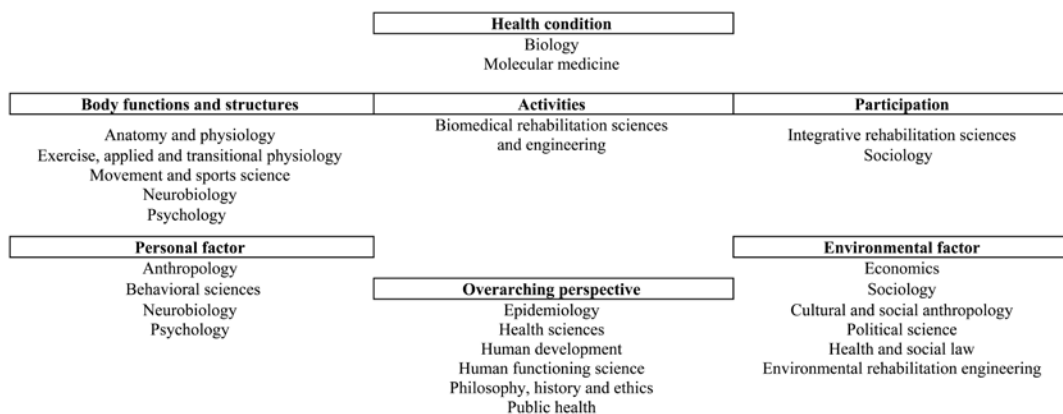 Health condition
Biology
Molecular medicine
Body functions and structures
Anatomy and physiology
Exercise, applied and transitional physiology
Movement and sports science
Neurobiology
Psychology
Activities
Biomedical rehabilitation sciences
and engineering
Participation
Integrative rehabilitation sciences
Sociology
Personal factor
Anthropology
Behavioral sciences
Neurobiology
Psychology
Overarching perspective
Epidemiology
Health sciences
Human development
Human functioning science
Philosophy, history and ethics
Public health
Environmental factor
Economics
Sociology
Cultural and social anthropology
Political science
Health and social law
Environmental rehabilitation engineering